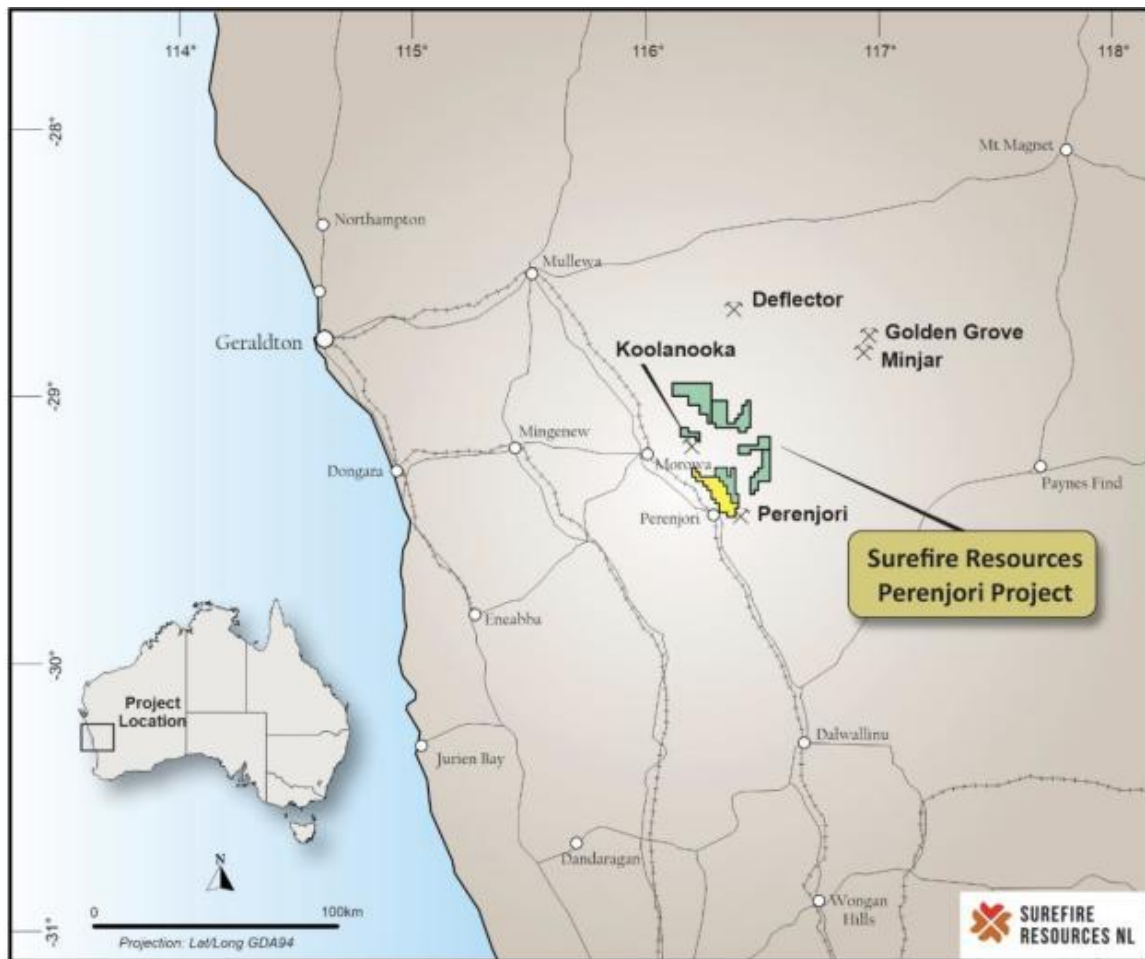 114°
115°
116°
117°
118°
-28°
Mt Magnet
Northampton
Mullewa
Deflector
Golden Grove
Geraldton
Koolanooka
Minjar
-29°
Mingenew
Morowa
Dongara
Paynes Find
Perenjori
Perenjori
Surefire Resources
Perenjori Project
Eneabba
-30°
Project
Location
Dalwallinu
Jurien Bay
Dandaragan
N
Wongan
Hills
0
100km
-31°
Projection: Lat/Long GDA94
SUREFIRE
RESOURCES NL